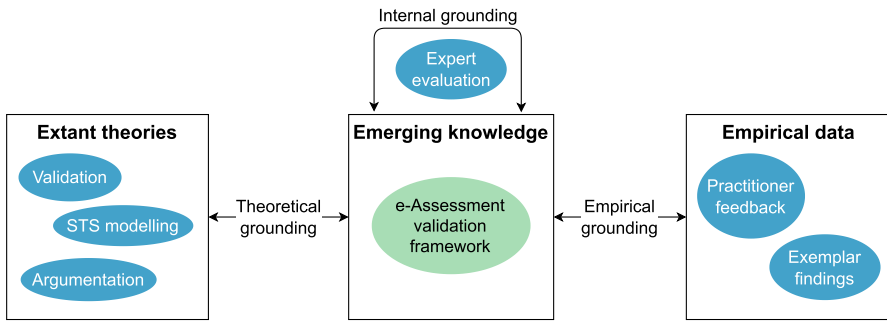 Internal grounding
Expert
evaluation
Extant theories
Validation
STS modelling
Argumentation
Theoretical
grounding
Emerging knowledge
e-Assessment
validation
framework
Empirical
grounding
Empirical data
Practitioner
feedback
Exemplar
findings